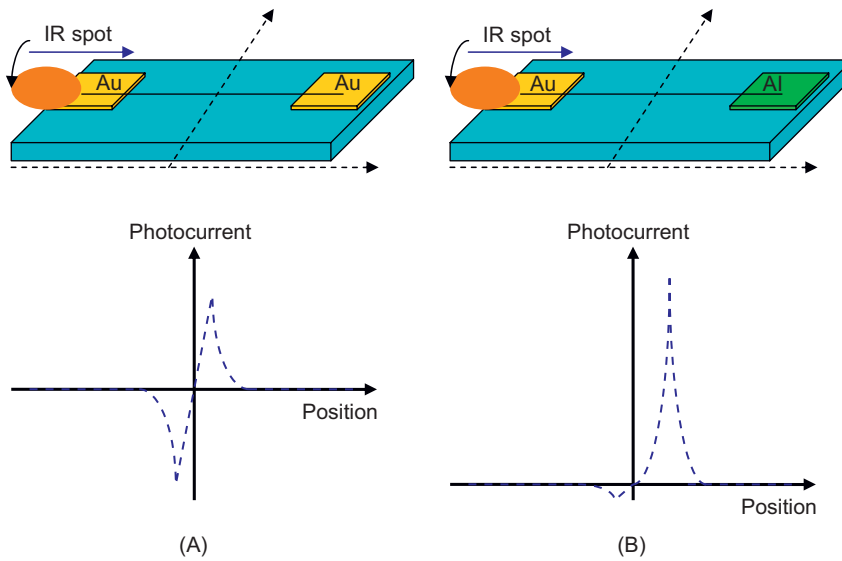 IR spot
Au
Au
Photocurrent
Position
(A)
IR spot
Au
Al
Photocurrent
Position
(B)